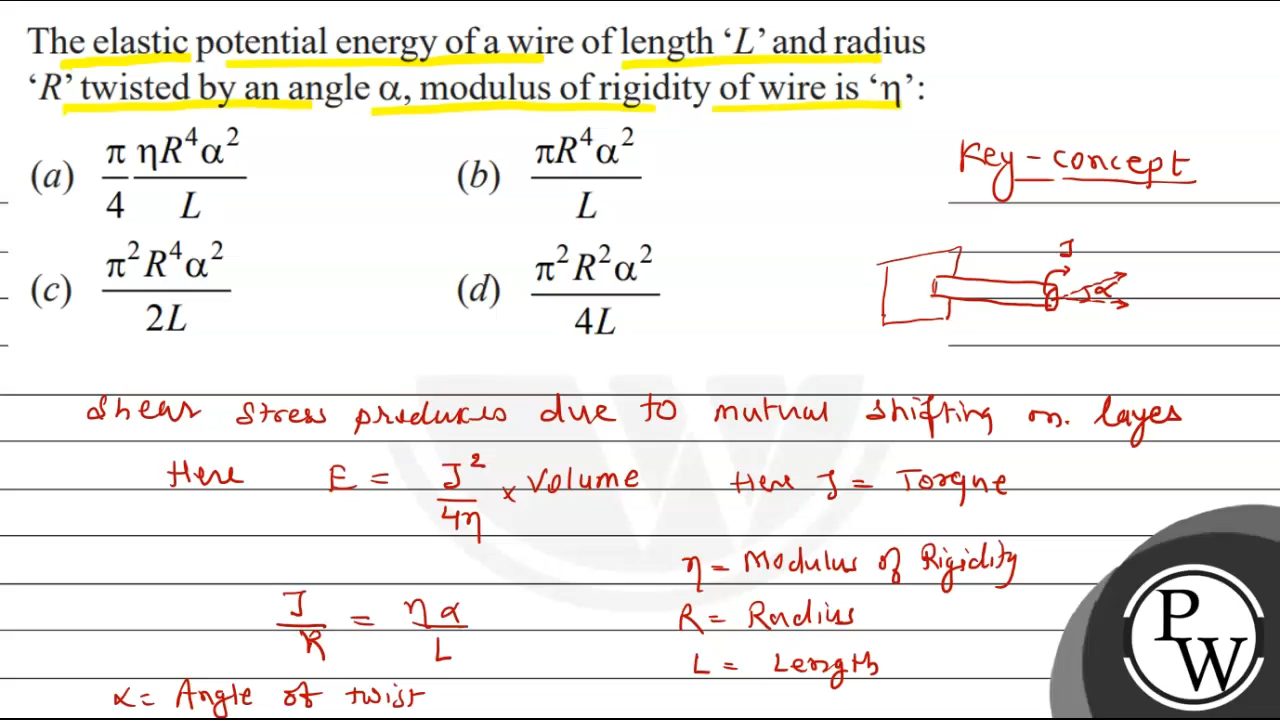 The elastic potential energy of a wire of length ‘L’ and radius
‘R’ twisted by an angle α, modulus of rigidity of wire is ‘η’:
(a) π/4 ηR⁴α²/L
(b) πR⁴α²/L
(c) π²R⁴α²/2L
(d) π²R²α²/4L
Key-concept
J
α
Shear stress produces due to mutual shifting on. layes
Here E = J²/4η × Volume Here J = Torque
η = Modulus of Rigidity
J/R = ηα/L
R = Radius
L = Length
α = Angle of twist
P
W